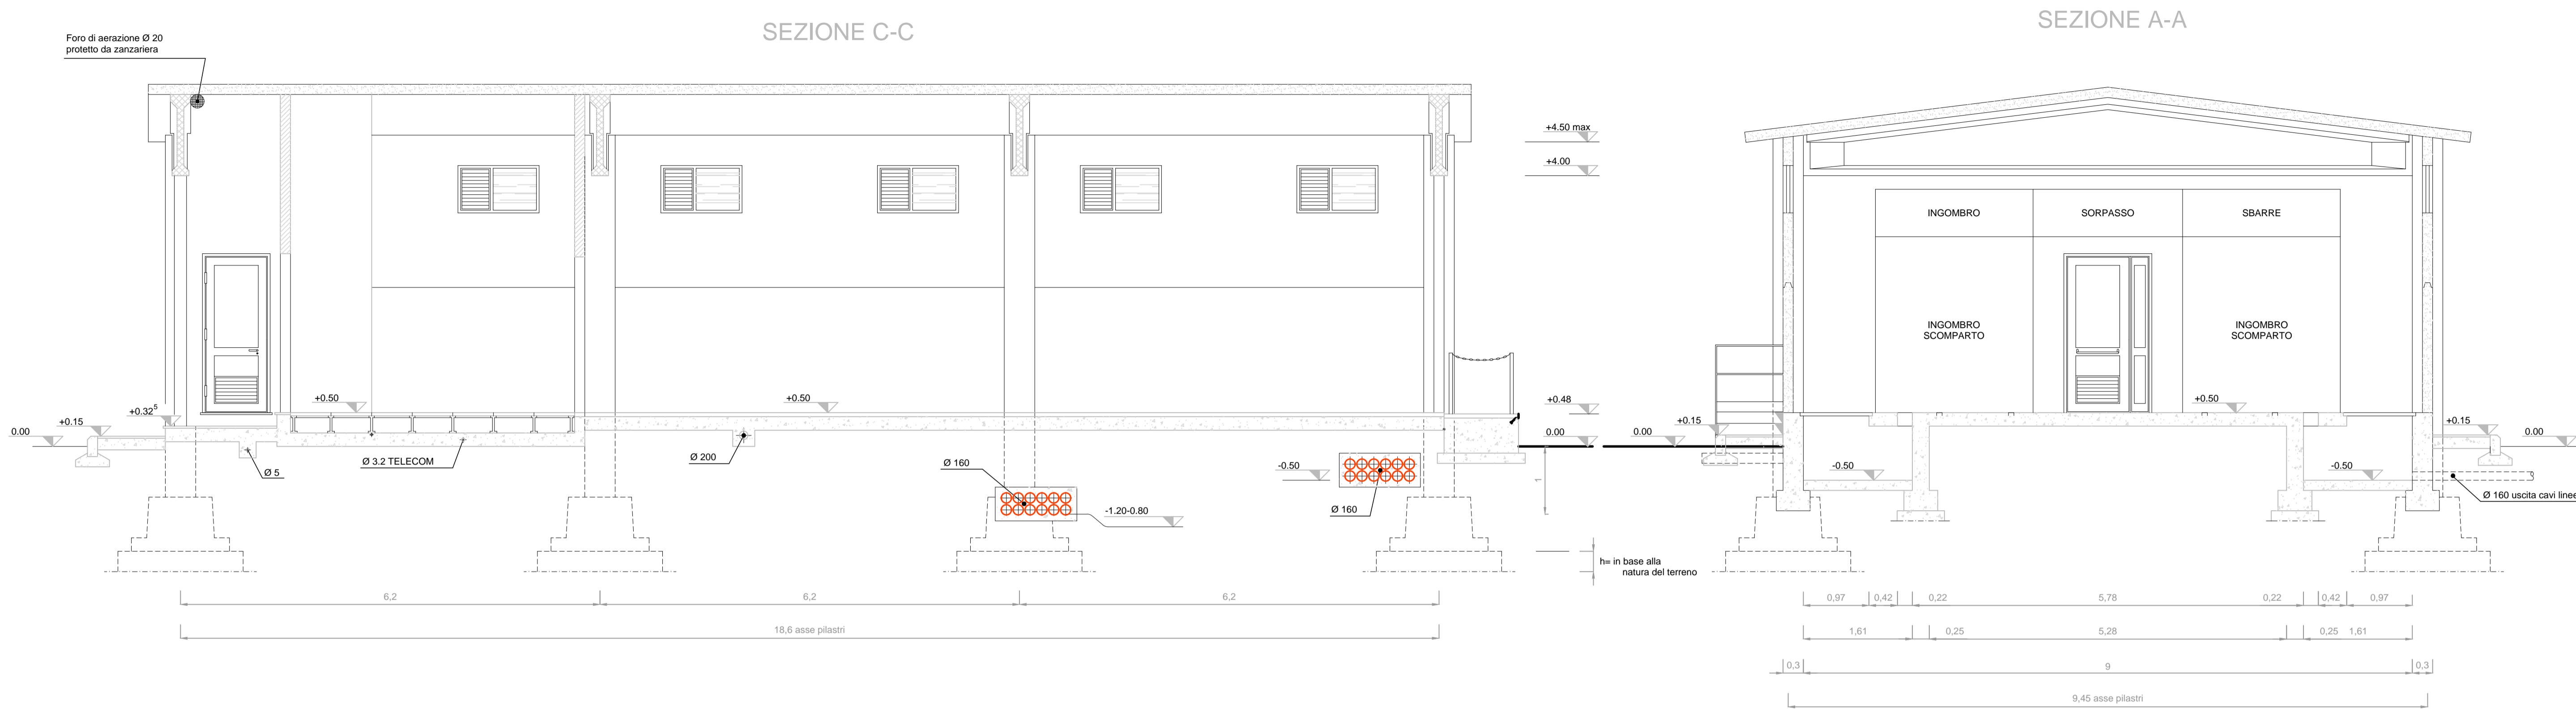 SEZIONE C-C
Foro di aerazione Ø 20
protetto da zanzariera
+4.50 max
+4.00
+0.50
+0.50
+0.48
+0.32⁵
+0.15
0.00
0.00
Ø 5
Ø 3.2 TELECOM
Ø 200
Ø 160
-0.50
Ø 160
-1.20-0.80
1
h= in base alla
natura del terreno
6,2
6,2
6,2
18,6 asse pilastri
SEZIONE A-A
INGOMBRO
SORPASSO
SBARRE
INGOMBRO
SCOMPARTO
INGOMBRO
SCOMPARTO
+0.50
+0.15
0.00
+0.15
0.00
-0.50
-0.50
Ø 160 uscita cavi linee
0,97
0,42
0,22
5,78
0,22
0,42
0,97
1,61
0,25
5,28
0,25
1,61
0,3
9
0,3
9,45 asse pilastri